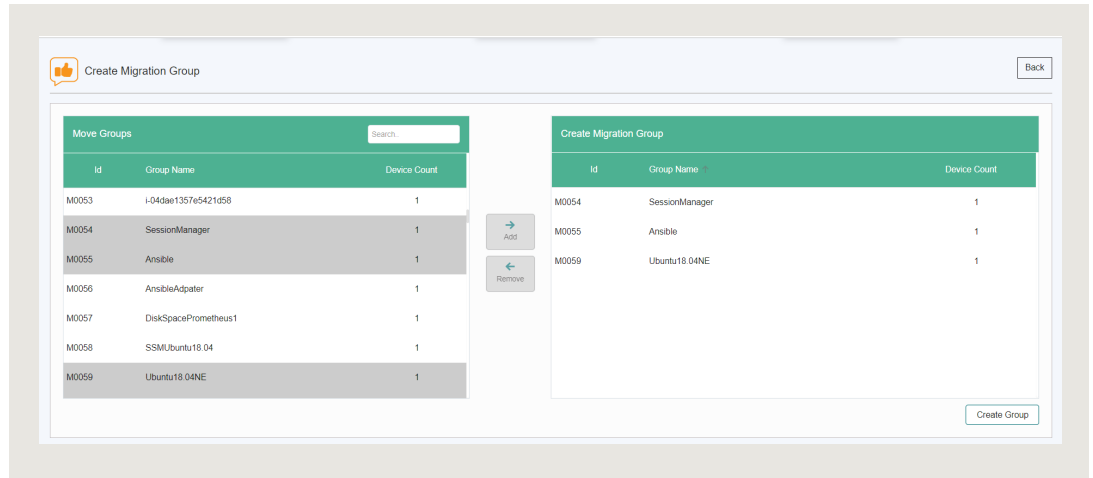 Create Migration Group
Back
Move Groups
Search..
Id Group Name Device Count
M0053 i-04dae1357e5421d58 1
M0054 SessionManager 1
M0055 Ansible 1
M0056 AnsibleAdpater 1
M0057 DiskSpacePrometheus1 1
M0058 SSMUbuntu18.04 1
M0059 Ubuntu18.04NE 1
Add
Remove
Create Migration Group
Id Group Name Device Count
M0054 SessionManager 1
M0055 Ansible 1
M0059 Ubuntu18.04NE 1
Create Group